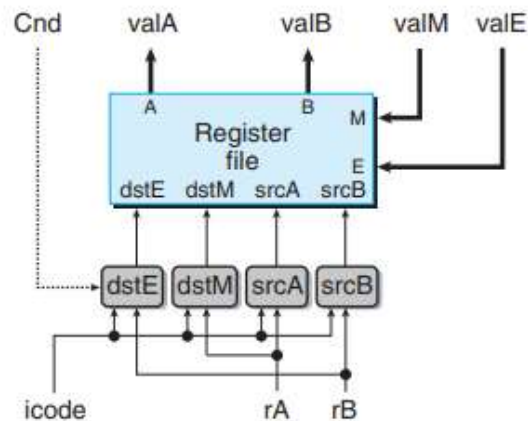 Cnd valA valB valM valE
A B
M
Register
file
E
dstE dstM srcA srcB
dstE dstM srcA srcB
icode rA rB